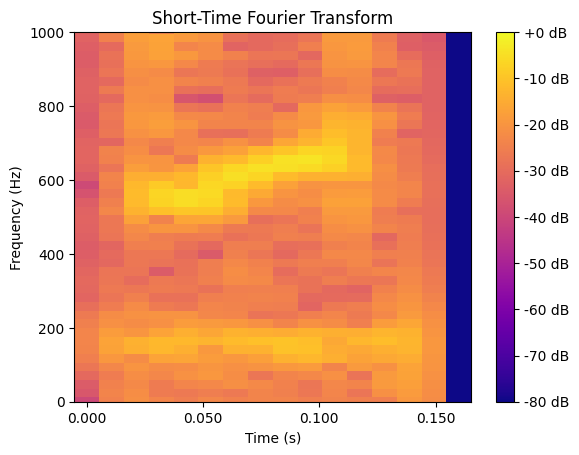 Short-Time Fourier Transform
1000
800
600
400
200
0
Frequency (Hz)
0.000
0.050
0.100
0.150
Time (s)
+0 dB
-10 dB
-20 dB
-30 dB
-40 dB
-50 dB
-60 dB
-70 dB
-80 dB